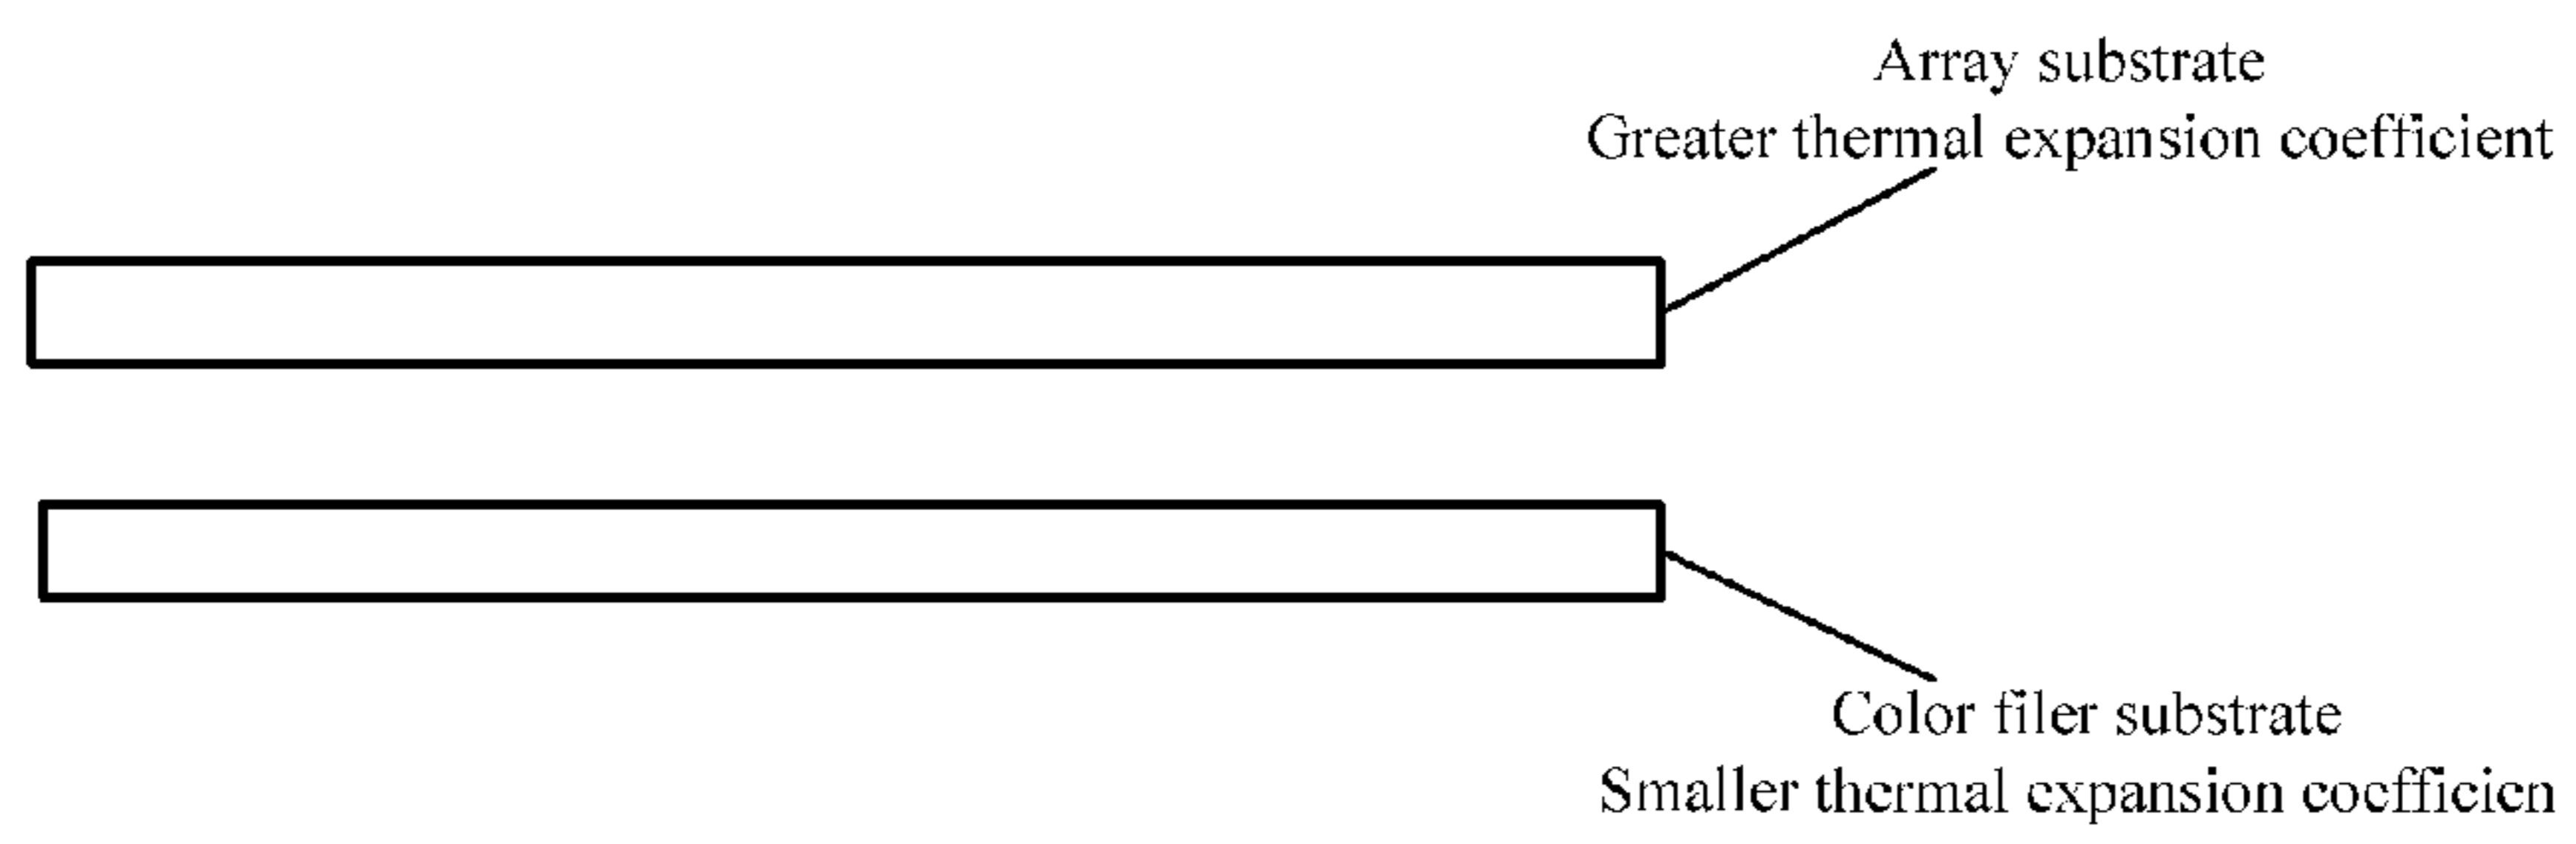 Array substrate
Greater thermal expansion coefficient
Color filer substrate
Smaller thermal expansion coefficien